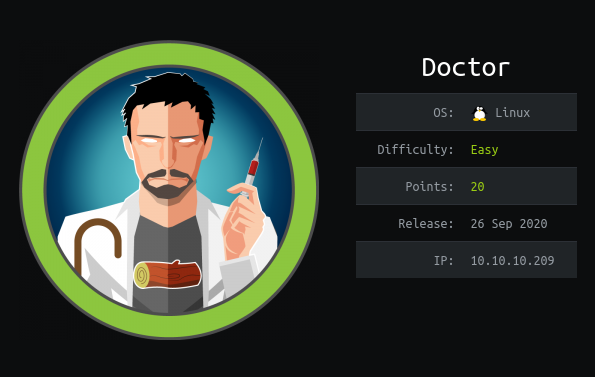 Doctor
OS: Linux
Difficulty: Easy
Points: 20
Release: 26 Sep 2020
IP: 10.10.10.209